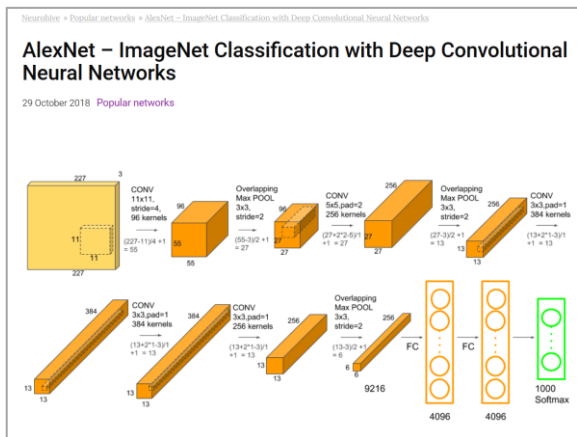 Neurohive » Popular networks » AlexNet – ImageNet Classification with Deep Convolutional Neural Networks
AlexNet – ImageNet Classification with Deep Convolutional
Neural Networks
29 October 2018 Popular networks
227
3
11
11
227
CONV
11x11,
stride=4,
96 kernels
(227-11)/4 +1
= 55
96
55
55
Overlapping
Max POOL
3x3,
stride=2
(55-3)/2 +1
= 27
96
27
27
CONV
5x5,pad=2
256 kernels
(27+2*2-5)/1
+1 = 27
256
27
27
Overlapping
Max POOL
3x3,
stride=2
(27-3)/2 +1
= 13
256
13
13
CONV
3x3,pad=1
384 kernels
(13+2*1-3)/1
+1 = 13
384
13
13
CONV
3x3,pad=1
384 kernels
(13+2*1-3)/1
+1 = 13
384
13
13
CONV
3x3,pad=1
256 kernels
(13+2*1-3)/1
+1 = 13
256
13
13
Overlapping
Max POOL
3x3,
stride=2
(13-3)/2 +1
= 6
256
6
6
9216
FC
4096
FC
4096
1000
Softmax